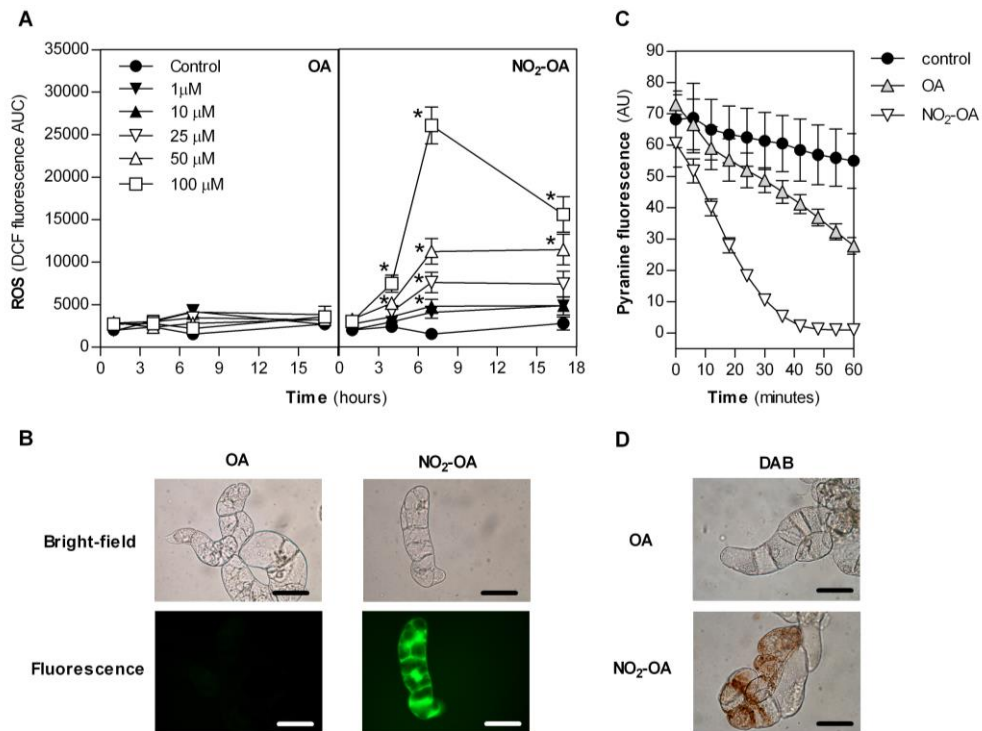 A
ROS (DCF fluorescence AUC)
35000
30000
25000
20000
15000
10000
5000
0
Control
1µM
10 µM
25 µM
50 µM
100 µM
OA
NO2-OA
*
*
*
*
*
*
*
*
0 3 6 9 12 15
0 3 6 9 12 15 18
Time (hours)
C
Pyranine fluorescence (AU)
90
80
70
60
50
40
30
20
10
0
0 10 20 30 40 50 60
Time (minutes)
control
OA
NO2-OA
B
OA
NO2-OA
Bright-field
Fluorescence
D
DAB
OA
NO2-OA